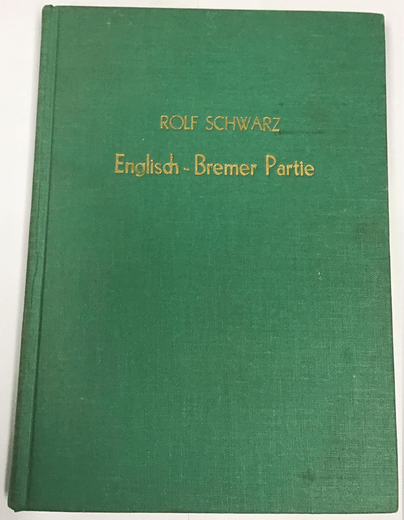 ROLF SCHWARZ
Englisch - Bremer Partie